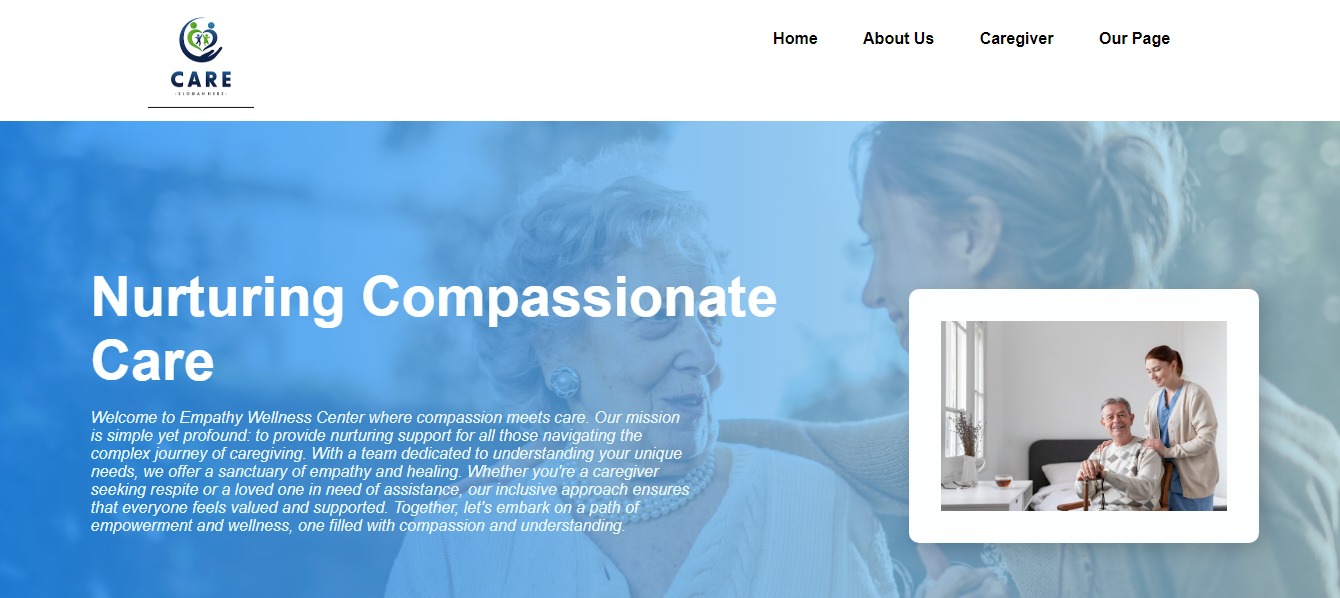 CARE
SLOGAN HERE
Home
About Us
Caregiver
Our Page
Nurturing Compassionate
Care
Welcome to Empathy Wellness Center where compassion meets care. Our mission
is simple yet profound: to provide nurturing support for all those navigating the
complex journey of caregiving. With a team dedicated to understanding your unique
needs, we offer a sanctuary of empathy and healing. Whether you're a caregiver
seeking respite or a loved one in need of assistance, our inclusive approach ensures
that everyone feels valued and supported. Together, let's embark on a path of
empowerment and wellness, one filled with compassion and understanding.